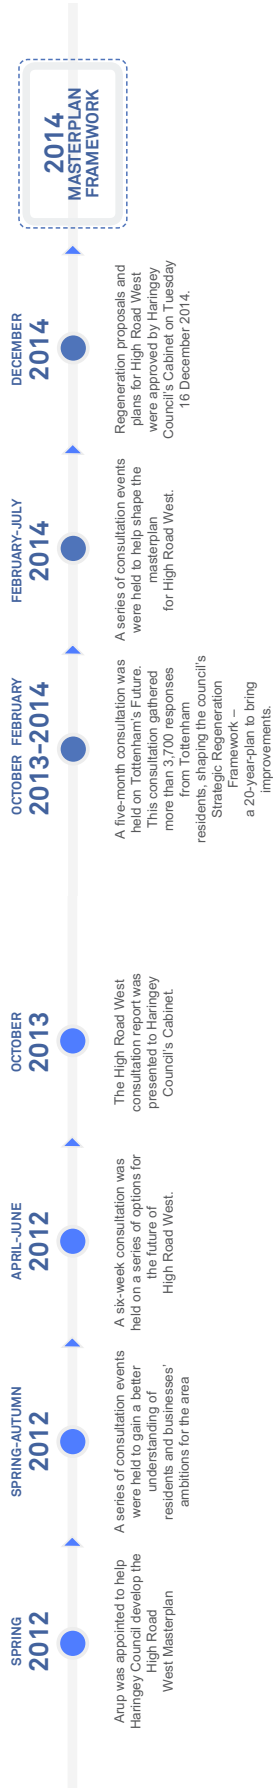 SPRING
2012
Arup was appointed to help
Haringey Council develop the
High Road
West Masterplan
SPRING-AUTUMN
2012
A series of consultation events
were held to gain a better
understanding of
residents and businesses'
ambitions for the area
APRIL-JUNE
2012
A six-week consultation was
held on a series of options for
the future of
High Road West.
OCTOBER
2013
The High Road West
consultation report was
presented to Haringey
Council's Cabinet.
OCTOBER FEBRUARY
2013-2014
A five-month consultation was
held on Tottenham's Future.
This consultation gathered
more than 3,700 responses
from Tottenham
residents, shaping the council's
Strategic Regeneration
Framework –
a 20-year-plan to bring
improvements.
FEBRUARY-JULY
2014
A series of consultation events
were held to help shape the
masterplan
for High Road West.
DECEMBER
2014
Regeneration proposals and
plans for High Road West
were approved by Haringey
Council's Cabinet on Tuesday
16 December 2014.
2014
MASTERPLAN
FRAMEWORK